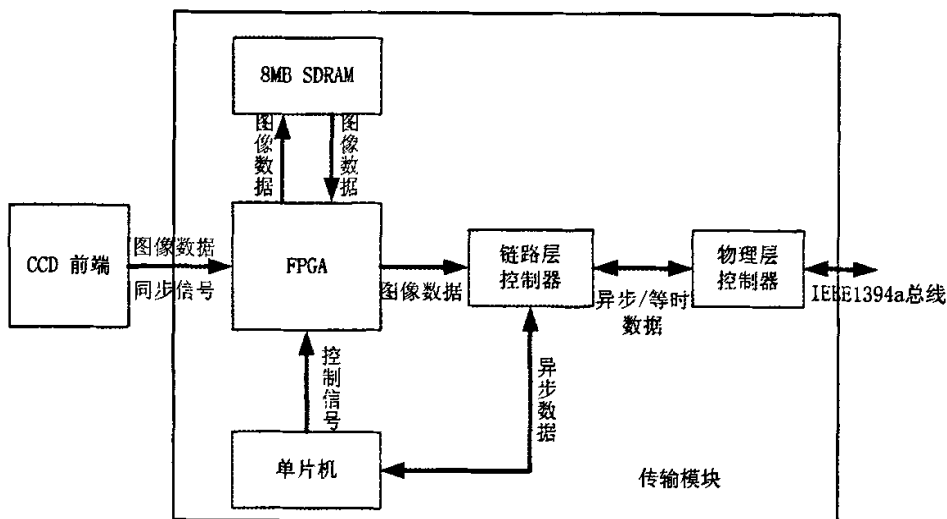 8MB SDRAM
图像数据
图像数据
CCD 前端
图像数据
同步信号
FPGA
图像数据
链路层
控制器
异步/等时
数据
物理层
控制器
IEEE1394a总线
控制信号
异步数据
单片机
传输模块